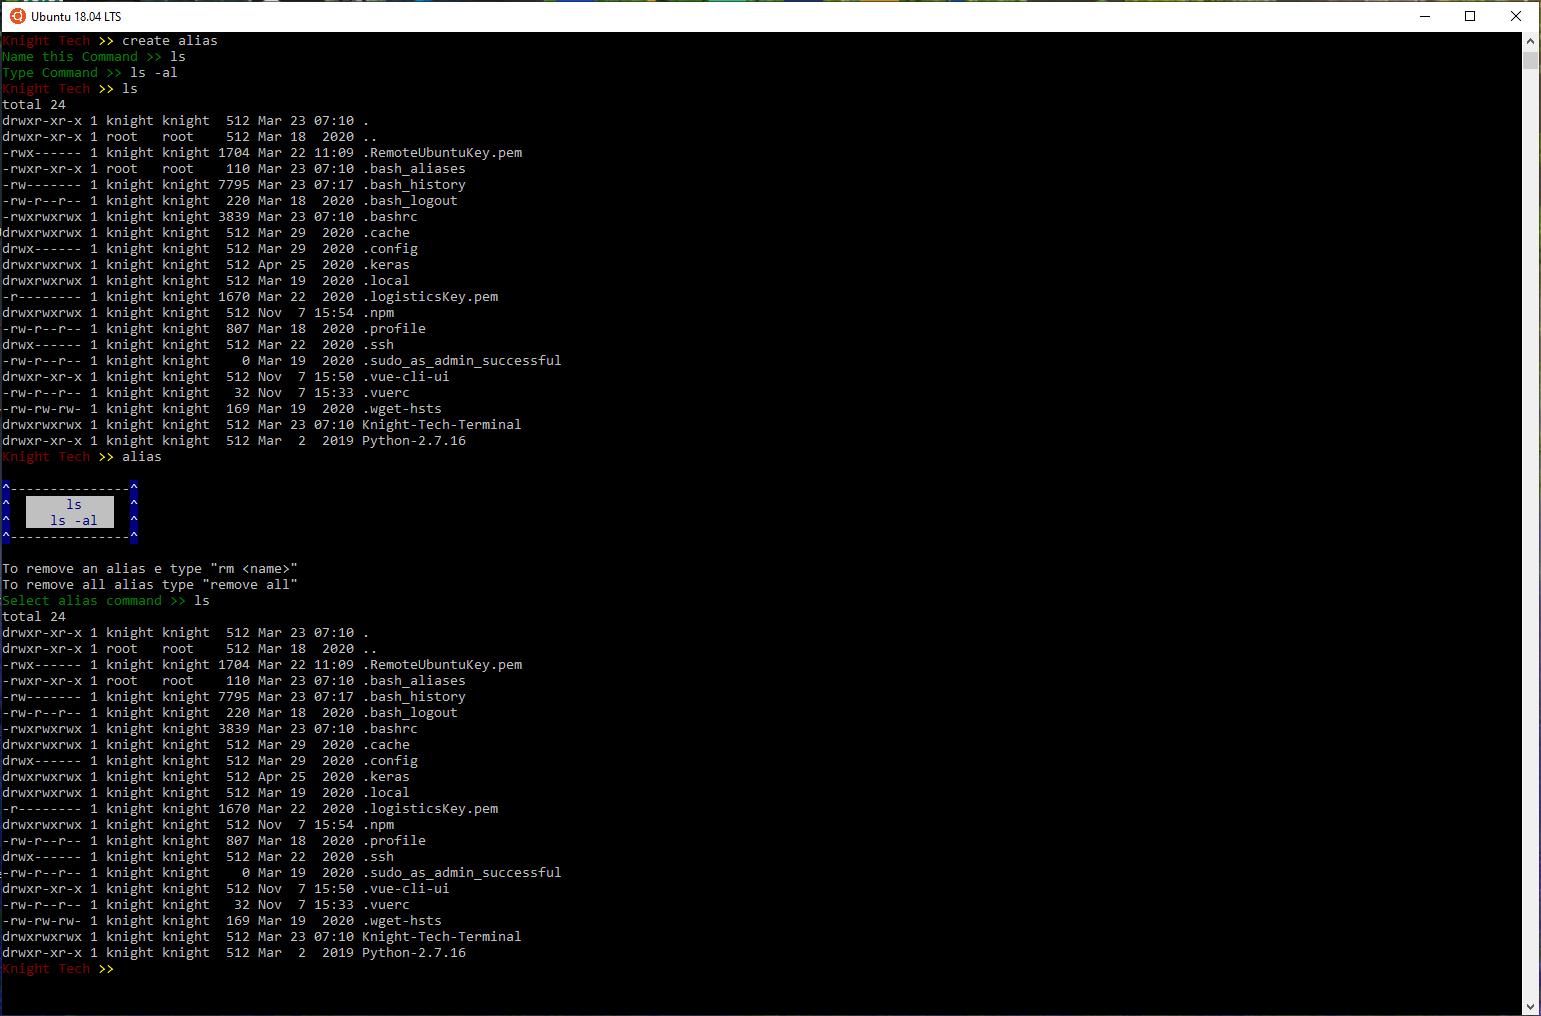 Ubuntu 18.04 LTS
Knight Tech >> create alias
Name this Command >> ls
Type Command >> ls -al
Knight Tech >> ls
total 24
drwxr-xr-x 1 knight knight  512 Mar 23 07:10 .
drwxr-xr-x 1 root   root    512 Mar 18  2020 ..
-rwx------ 1 knight knight 1704 Mar 22 11:09 .RemoteUbuntuKey.pem
-rwxr-xr-x 1 root   root    110 Mar 23 07:10 .bash_aliases
-rw------- 1 knight knight 7795 Mar 23 07:17 .bash_history
-rw-r--r-- 1 knight knight  220 Mar 18  2020 .bash_logout
-rwxrwxrwx 1 knight knight 3839 Mar 23 07:10 .bashrc
drwxrwxrwx 1 knight knight  512 Mar 29  2020 .cache
drwx------ 1 knight knight  512 Mar 29  2020 .config
drwxrwxrwx 1 knight knight  512 Apr 25  2020 .keras
drwxrwxrwx 1 knight knight  512 Mar 19  2020 .local
-r-------- 1 knight knight 1670 Mar 22  2020 .logisticsKey.pem
drwxrwxrwx 1 knight knight  512 Nov  7 15:54 .npm
-rw-r--r-- 1 knight knight  807 Mar 18  2020 .profile
drwx------ 1 knight knight  512 Mar 22  2020 .ssh
-rw-r--r-- 1 knight knight    0 Mar 19  2020 .sudo_as_admin_successful
drwxr-xr-x 1 knight knight  512 Nov  7 15:50 .vue-cli-ui
-rw-r--r-- 1 knight knight   32 Nov  7 15:33 .vuerc
-rw-rw-rw- 1 knight knight  169 Mar 19  2020 .wget-hsts
drwxrwxrwx 1 knight knight  512 Mar 23 07:10 Knight-Tech-Terminal
drwxr-xr-x 1 knight knight  512 Mar  2  2019 Python-2.7.16
Knight Tech >> alias
^---------------^
^      ls      ^
^    ls -al    ^
^---------------^
To remove an alias e type "rm <name>"
To remove all alias type "remove all"
Select alias command >> ls
total 24
drwxr-xr-x 1 knight knight  512 Mar 23 07:10 .
drwxr-xr-x 1 root   root    512 Mar 18  2020 ..
-rwx------ 1 knight knight 1704 Mar 22 11:09 .RemoteUbuntuKey.pem
-rwxr-xr-x 1 root   root    110 Mar 23 07:10 .bash_aliases
-rw------- 1 knight knight 7795 Mar 23 07:17 .bash_history
-rw-r--r-- 1 knight knight  220 Mar 18  2020 .bash_logout
-rwxrwxrwx 1 knight knight 3839 Mar 23 07:10 .bashrc
drwxrwxrwx 1 knight knight  512 Mar 29  2020 .cache
drwx------ 1 knight knight  512 Mar 29  2020 .config
drwxrwxrwx 1 knight knight  512 Apr 25  2020 .keras
drwxrwxrwx 1 knight knight  512 Mar 19  2020 .local
-r-------- 1 knight knight 1670 Mar 22  2020 .logisticsKey.pem
drwxrwxrwx 1 knight knight  512 Nov  7 15:54 .npm
-rw-r--r-- 1 knight knight  807 Mar 18  2020 .profile
drwx------ 1 knight knight  512 Mar 22  2020 .ssh
-rw-r--r-- 1 knight knight    0 Mar 19  2020 .sudo_as_admin_successful
drwxr-xr-x 1 knight knight  512 Nov  7 15:50 .vue-cli-ui
-rw-r--r-- 1 knight knight   32 Nov  7 15:33 .vuerc
-rw-rw-rw- 1 knight knight  169 Mar 19  2020 .wget-hsts
drwxrwxrwx 1 knight knight  512 Mar 23 07:10 Knight-Tech-Terminal
drwxr-xr-x 1 knight knight  512 Mar  2  2019 Python-2.7.16
Knight Tech >>